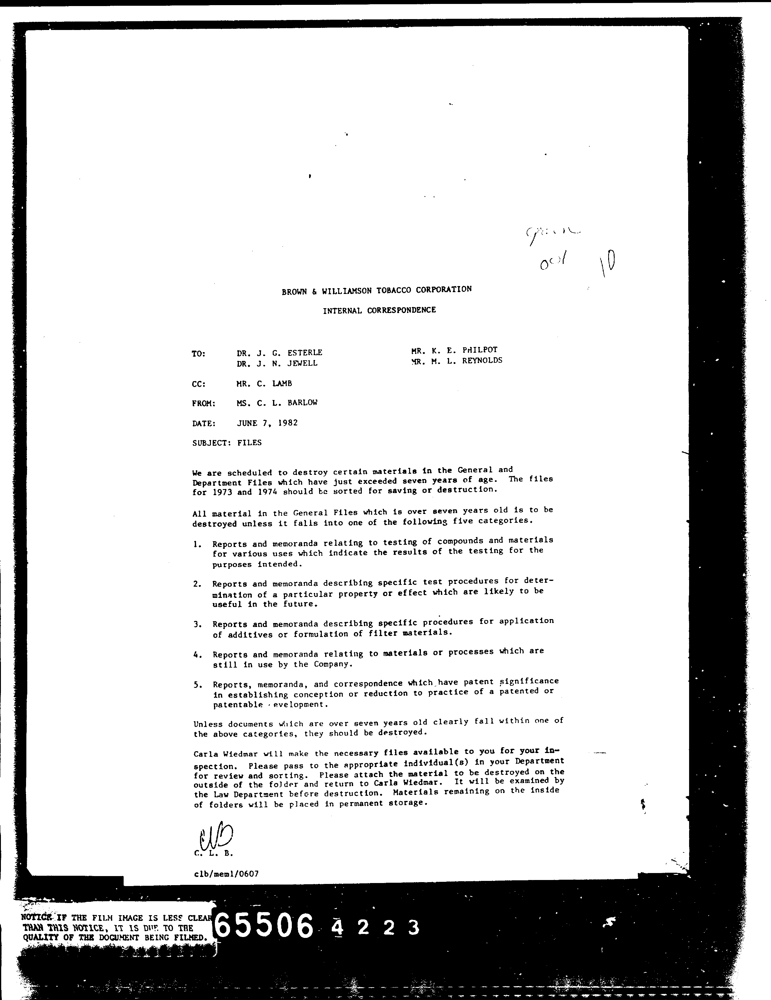 BROWN & WILLIAMSON TOBACCO CORPORATION
INTERNAL CORRESPONDENCE
TO: DR. J. G. ESTERLE MR. K. E. PHILPOT
DR. J. N. JEWELL MR. M. L. REYNOLDS
CC: MR. C. LAMB
FROM: MS. C. L. BARLOW
DATE: JUNE 7, 1982
SUBJECT: FILES
We are scheduled to destroy certain materials in the General and
Department Files which have just exceeded seven years of age. The files
for 1973 and 1974 should be sorted for saving or destruction.
All material in the General Files which is over seven years old is to be
destroyed unless it falls into one of the following five categories.
1. Reports and memoranda relating to testing of compounds and materials
for various uses which indicate the results of the testing for the
purposes intended.
2. Reports and memoranda describing specific test procedures for deter-
mination of a particular property or effect which are likely to be
useful in the future.
3. Reports and memoranda describing specific procedures for application
of additives or formulation of filter materials.
4. Reports and memoranda relating to materials or processes which are
still in use by the Company.
5. Reports, memoranda, and correspondence which have patent significance
in establishing conception or reduction to practice of a patented or
patentable evelopment.
Unless documents which are over seven years old clearly fall within one of
the above categories, they should be destroyed.
Carla Wiedmar will make the necessary files available to you for your in-
spection. Please pass to the appropriate individual(s) in your Department
for review and sorting. Please attach the material to be destroyed on the
outside of the folder and return to Carla Wiedmar. It will be examined by
the Law Department before destruction. Materials remaining on the inside
of folders will be placed in permanent storage.
C. L. B.
clb/mem1/0607
NOTICE IF THE FILM IMAGE IS LESS CLEAR
THAN THIS NOTICE, IT IS DUE TO THE
QUALITY OF THE DOCUMENT BEING FILMED.
65506 4223